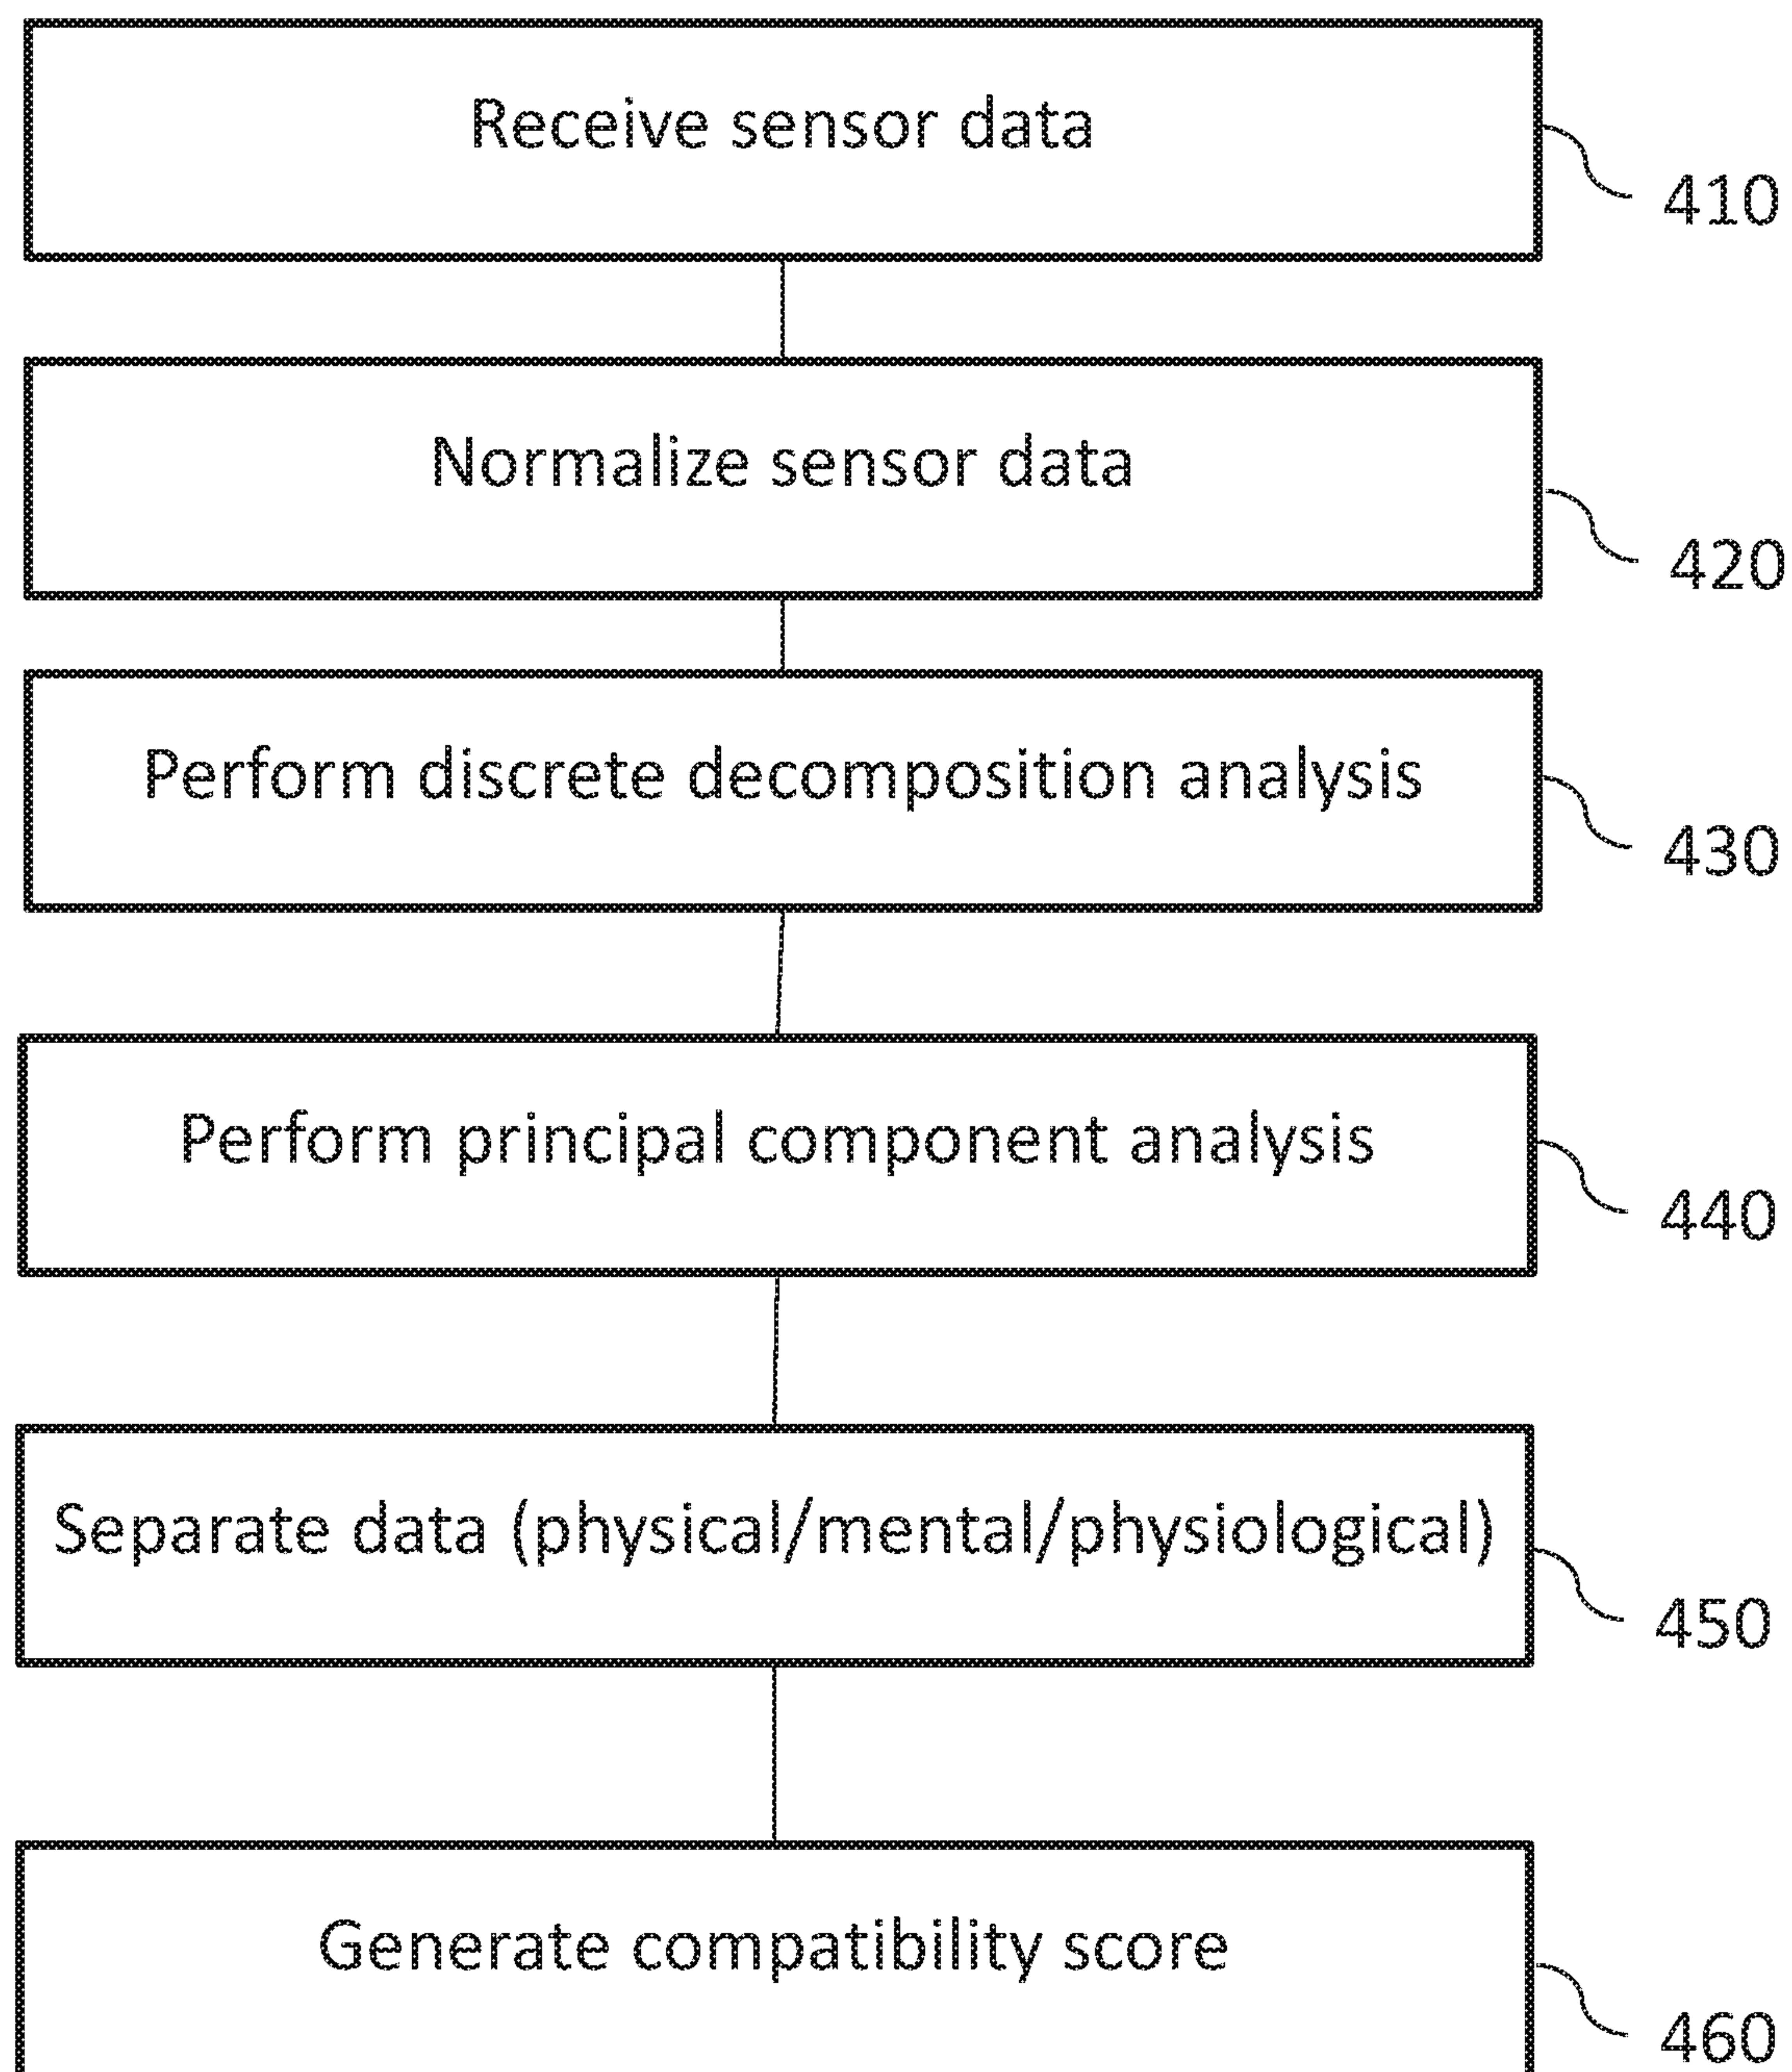 Receive sensor data
410
Normalize sensor data
420
Perform discrete decomposition analysis
430
Perform principal component analysis
440
Separate data (physical/mental/physiological)
450
Generate compatibility score
460